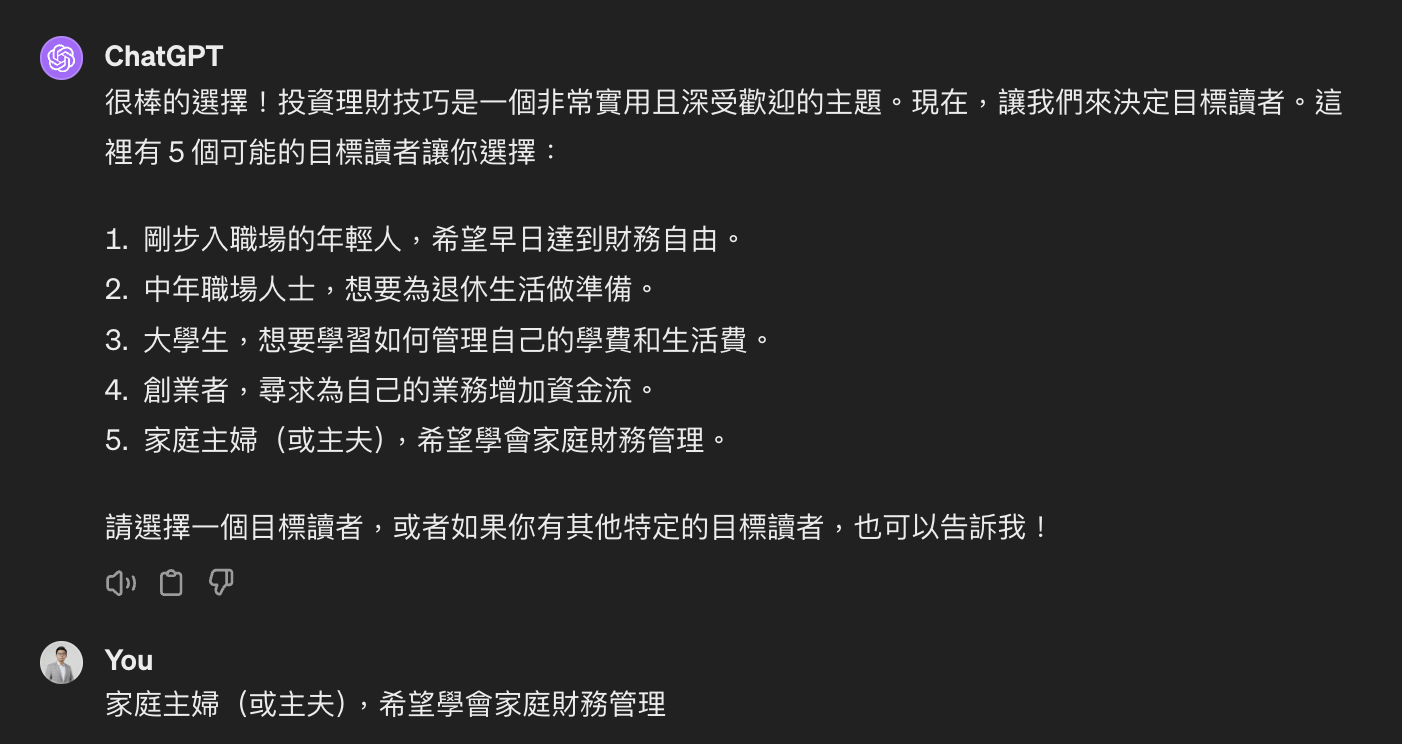 ChatGPT
很棒的選擇！投資理財技巧是一個非常實用且深受歡迎的主題。現在，讓我們來決定目標讀者。這
裡有 5 個可能的目標讀者讓你選擇：
1. 剛步入職場的年輕人，希望早日達到財務自由。
2. 中年職場人士，想要為退休生活做準備。
3. 大學生，想要學習如何管理自己的學費和生活費。
4. 創業者，尋求為自己的業務增加資金流。
5. 家庭主婦（或主夫），希望學會家庭財務管理。
請選擇一個目標讀者，或者如果你有其他特定的目標讀者，也可以告訴我！
You
家庭主婦（或主夫），希望學會家庭財務管理